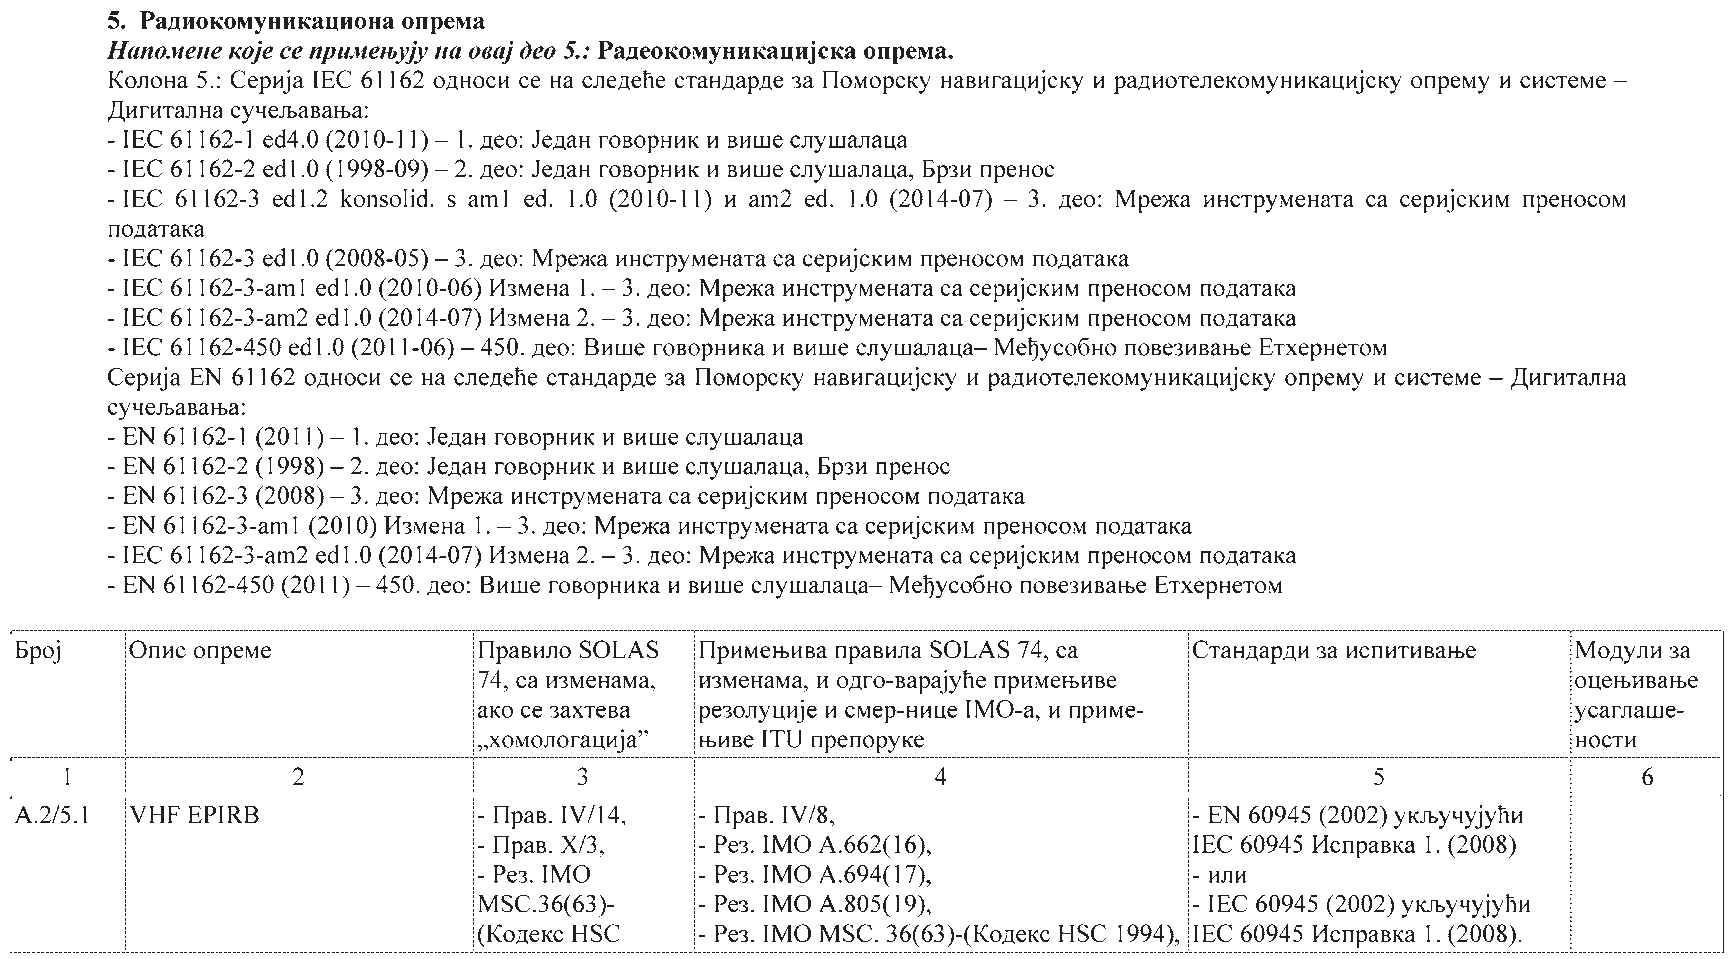 5. Радиокомуникациона опрема
Напомене које се примењују на овај део 5.: Радеокомуникацијска опрема.
Колона 5.: Серија IEC 61162 односи се на следеће стандарде за Поморску навигацијску и радиотелекомуникацијску опрему и системе –
Дигитална сучељавања:
- IEC 61162-1 ed4.0 (2010-11) – 1. део: Један говорник и више слушалаца
- IEC 61162-2 ed1.0 (1998-09) – 2. део: Један говорник и више слушалаца, Брзи пренос
- IEC 61162-3 ed1.2 konsolid. s am1 ed. 1.0 (2010-11) и am2 ed. 1.0 (2014-07) – 3. део: Мрежа инструмената са серијским преносом
података
- IEC 61162-3 ed1.0 (2008-05) – 3. део: Мрежа инструмената са серијским преносом података
- IEC 61162-3-am1 ed1.0 (2010-06) Измена 1. – 3. део: Мрежа инструмената са серијским преносом података
- IEC 61162-3-am2 ed1.0 (2014-07) Измена 2. – 3. део: Мрежа инструмената са серијским преносом података
- IEC 61162-450 ed1.0 (2011-06) – 450. део: Више говорника и више слушалаца– Међусобно повезивање Етхернетом
Серија EN 61162 односи се на следеће стандарде за Поморску навигацијску и радиотелекомуникацијску опрему и системе – Дигитална
сучељавања:
- EN 61162-1 (2011) – 1. део: Један говорник и више слушалаца
- EN 61162-2 (1998) – 2. део: Један говорник и више слушалаца, Брзи пренос
- EN 61162-3 (2008) – 3. део: Мрежа инструмената са серијским преносом података
- EN 61162-3-am1 (2010) Измена 1. – 3. део: Мрежа инструмената са серијским преносом података
- IEC 61162-3-am2 ed1.0 (2014-07) Измена 2. – 3. део: Мрежа инструмената са серијским преносом података
- EN 61162-450 (2011) – 450. део: Више говорника и више слушалаца– Међусобно повезивање Етхернетом
Број
Опис опреме
Правило SOLAS
74, са изменама,
ако се захтева
„хомологација”
Примењива правила SOLAS 74, са
изменама, и одго-варајуће примењиве
резолуције и смер-нице IMO-а, и приме-
њиве ITU препоруке
Стандарди за испитивање
Модули за
оцењивање
усаглаше-
ности
1
2
3
4
5
6
А.2/5.1
VHF EPIRB
- Прав. IV/14,
- Прав. X/3,
- Рез. IMO
MSC.36(63)-
(Кодекс HSC
- Прав. IV/8,
- Рез. IMO A.662(16),
- Рез. IMO A.694(17),
- Рез. IMO A.805(19),
- Рез. IMO MSC. 36(63)-(Кодекс HSC 1994),
- EN 60945 (2002) укључујући
IEC 60945 Исправка 1. (2008)
- или
- IEC 60945 (2002) укључујући
IEC 60945 Исправка 1. (2008).